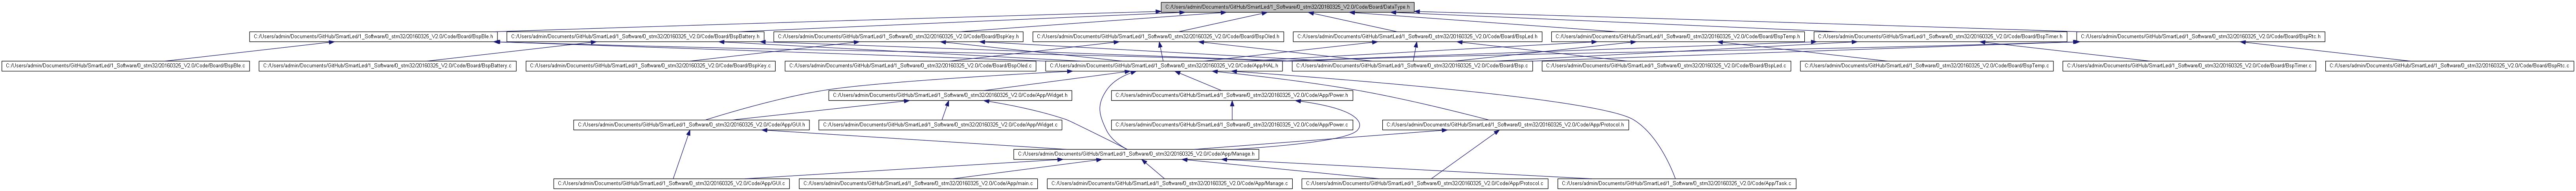 C:/Users/admin/Documents/GitHub/SmartLed/1_Software/0_stm32/20160325_V2.0/Code/Board/DataType.h
C:/Users/admin/Documents/GitHub/SmartLed/1_Software/0_stm32/20160325_V2.0/Code/Board/BspBle.h
C:/Users/admin/Documents/GitHub/SmartLed/1_Software/0_stm32/20160325_V2.0/Code/Board/BspBattery.h
C:/Users/admin/Documents/GitHub/SmartLed/1_Software/0_stm32/20160325_V2.0/Code/Board/BspKey.h
C:/Users/admin/Documents/GitHub/SmartLed/1_Software/0_stm32/20160325_V2.0/Code/Board/BspOled.h
C:/Users/admin/Documents/GitHub/SmartLed/1_Software/0_stm32/20160325_V2.0/Code/Board/BspLed.h
C:/Users/admin/Documents/GitHub/SmartLed/1_Software/0_stm32/20160325_V2.0/Code/Board/BspTemp.h
C:/Users/admin/Documents/GitHub/SmartLed/1_Software/0_stm32/20160325_V2.0/Code/Board/BspTimer.h
C:/Users/admin/Documents/GitHub/SmartLed/1_Software/0_stm32/20160325_V2.0/Code/Board/BspRtc.h
C:/Users/admin/Documents/GitHub/SmartLed/1_Software/0_stm32/20160325_V2.0/Code/Board/BspBle.c
C:/Users/admin/Documents/GitHub/SmartLed/1_Software/0_stm32/20160325_V2.0/Code/Board/BspBattery.c
C:/Users/admin/Documents/GitHub/SmartLed/1_Software/0_stm32/20160325_V2.0/Code/Board/BspKey.c
C:/Users/admin/Documents/GitHub/SmartLed/1_Software/0_stm32/20160325_V2.0/Code/Board/BspOled.c
C:/Users/admin/Documents/GitHub/SmartLed/1_Software/0_stm32/20160325_V2.0/Code/App/HAL.h
C:/Users/admin/Documents/GitHub/SmartLed/1_Software/0_stm32/20160325_V2.0/Code/Board/Bsp.c
C:/Users/admin/Documents/GitHub/SmartLed/1_Software/0_stm32/20160325_V2.0/Code/Board/BspLed.c
C:/Users/admin/Documents/GitHub/SmartLed/1_Software/0_stm32/20160325_V2.0/Code/Board/BspTemp.c
C:/Users/admin/Documents/GitHub/SmartLed/1_Software/0_stm32/20160325_V2.0/Code/Board/BspTimer.c
C:/Users/admin/Documents/GitHub/SmartLed/1_Software/0_stm32/20160325_V2.0/Code/Board/BspRtc.c
C:/Users/admin/Documents/GitHub/SmartLed/1_Software/0_stm32/20160325_V2.0/Code/App/Widget.h
C:/Users/admin/Documents/GitHub/SmartLed/1_Software/0_stm32/20160325_V2.0/Code/App/Power.h
C:/Users/admin/Documents/GitHub/SmartLed/1_Software/0_stm32/20160325_V2.0/Code/App/GUI.h
C:/Users/admin/Documents/GitHub/SmartLed/1_Software/0_stm32/20160325_V2.0/Code/App/Widget.c
C:/Users/admin/Documents/GitHub/SmartLed/1_Software/0_stm32/20160325_V2.0/Code/App/Power.c
C:/Users/admin/Documents/GitHub/SmartLed/1_Software/0_stm32/20160325_V2.0/Code/App/Protocol.h
C:/Users/admin/Documents/GitHub/SmartLed/1_Software/0_stm32/20160325_V2.0/Code/App/Manage.h
C:/Users/admin/Documents/GitHub/SmartLed/1_Software/0_stm32/20160325_V2.0/Code/App/GUI.c
C:/Users/admin/Documents/GitHub/SmartLed/1_Software/0_stm32/20160325_V2.0/Code/App/main.c
C:/Users/admin/Documents/GitHub/SmartLed/1_Software/0_stm32/20160325_V2.0/Code/App/Manage.c
C:/Users/admin/Documents/GitHub/SmartLed/1_Software/0_stm32/20160325_V2.0/Code/App/Protocol.c
C:/Users/admin/Documents/GitHub/SmartLed/1_Software/0_stm32/20160325_V2.0/Code/App/Task.c